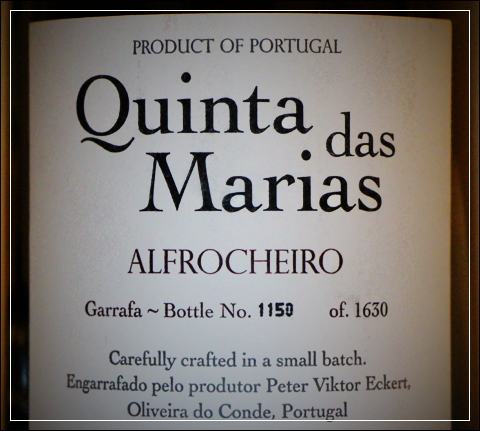 PRODUCT OF PORTUGAL
Quinta das
Marias
ALFROCHEIRO
Garrafa ~ Bottle No. 1150 of. 1630
Carefully crafted in a small batch.
Engarrafado pelo produtor Peter Viktor Eckert,
Oliveira do Conde, Portugal